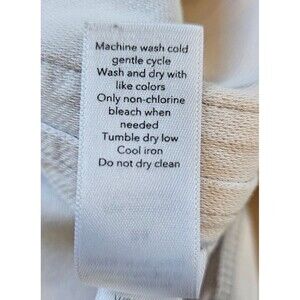 Machine wash cold
gentle cycle
Wash and dry with
like colors
Only non-chlorine
bleach when
needed
Tumble dry low
Cool iron
Do not dry clean